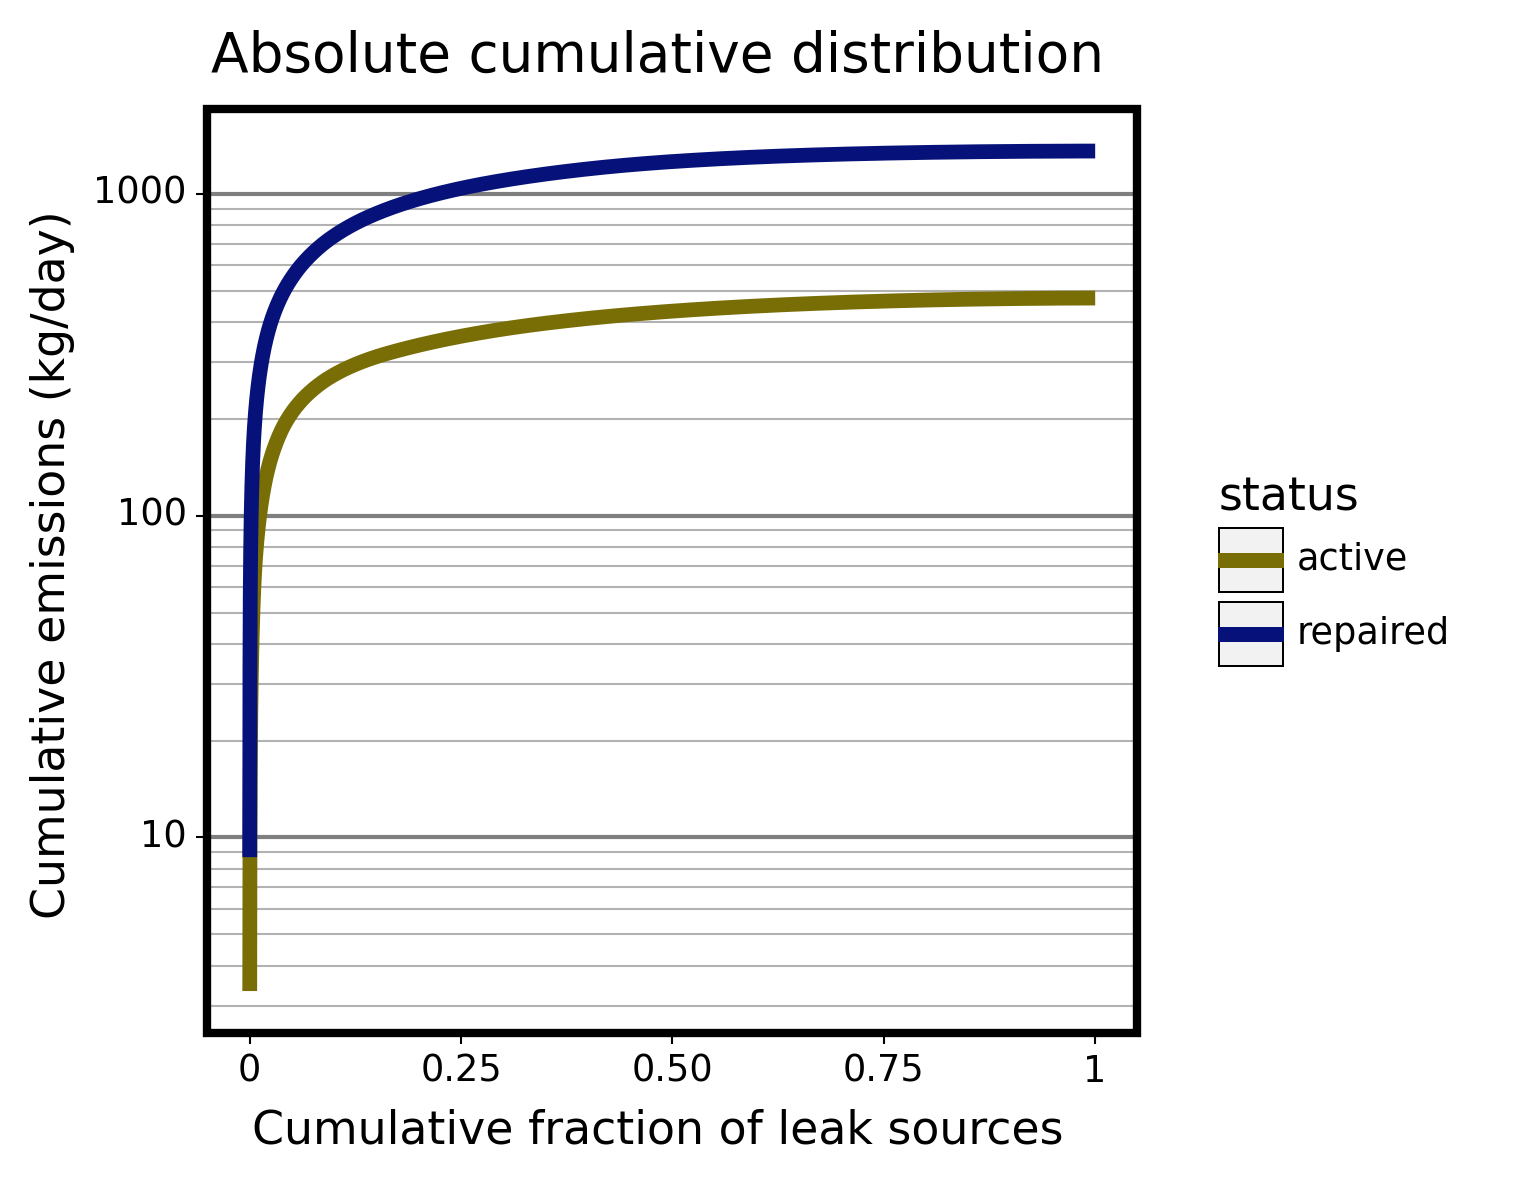 Absolute cumulative distribution
Cumulative emissions (kg/day)
1000
100
10
0
0.25
0.50
0.75
1
Cumulative fraction of leak sources
status
active
repaired